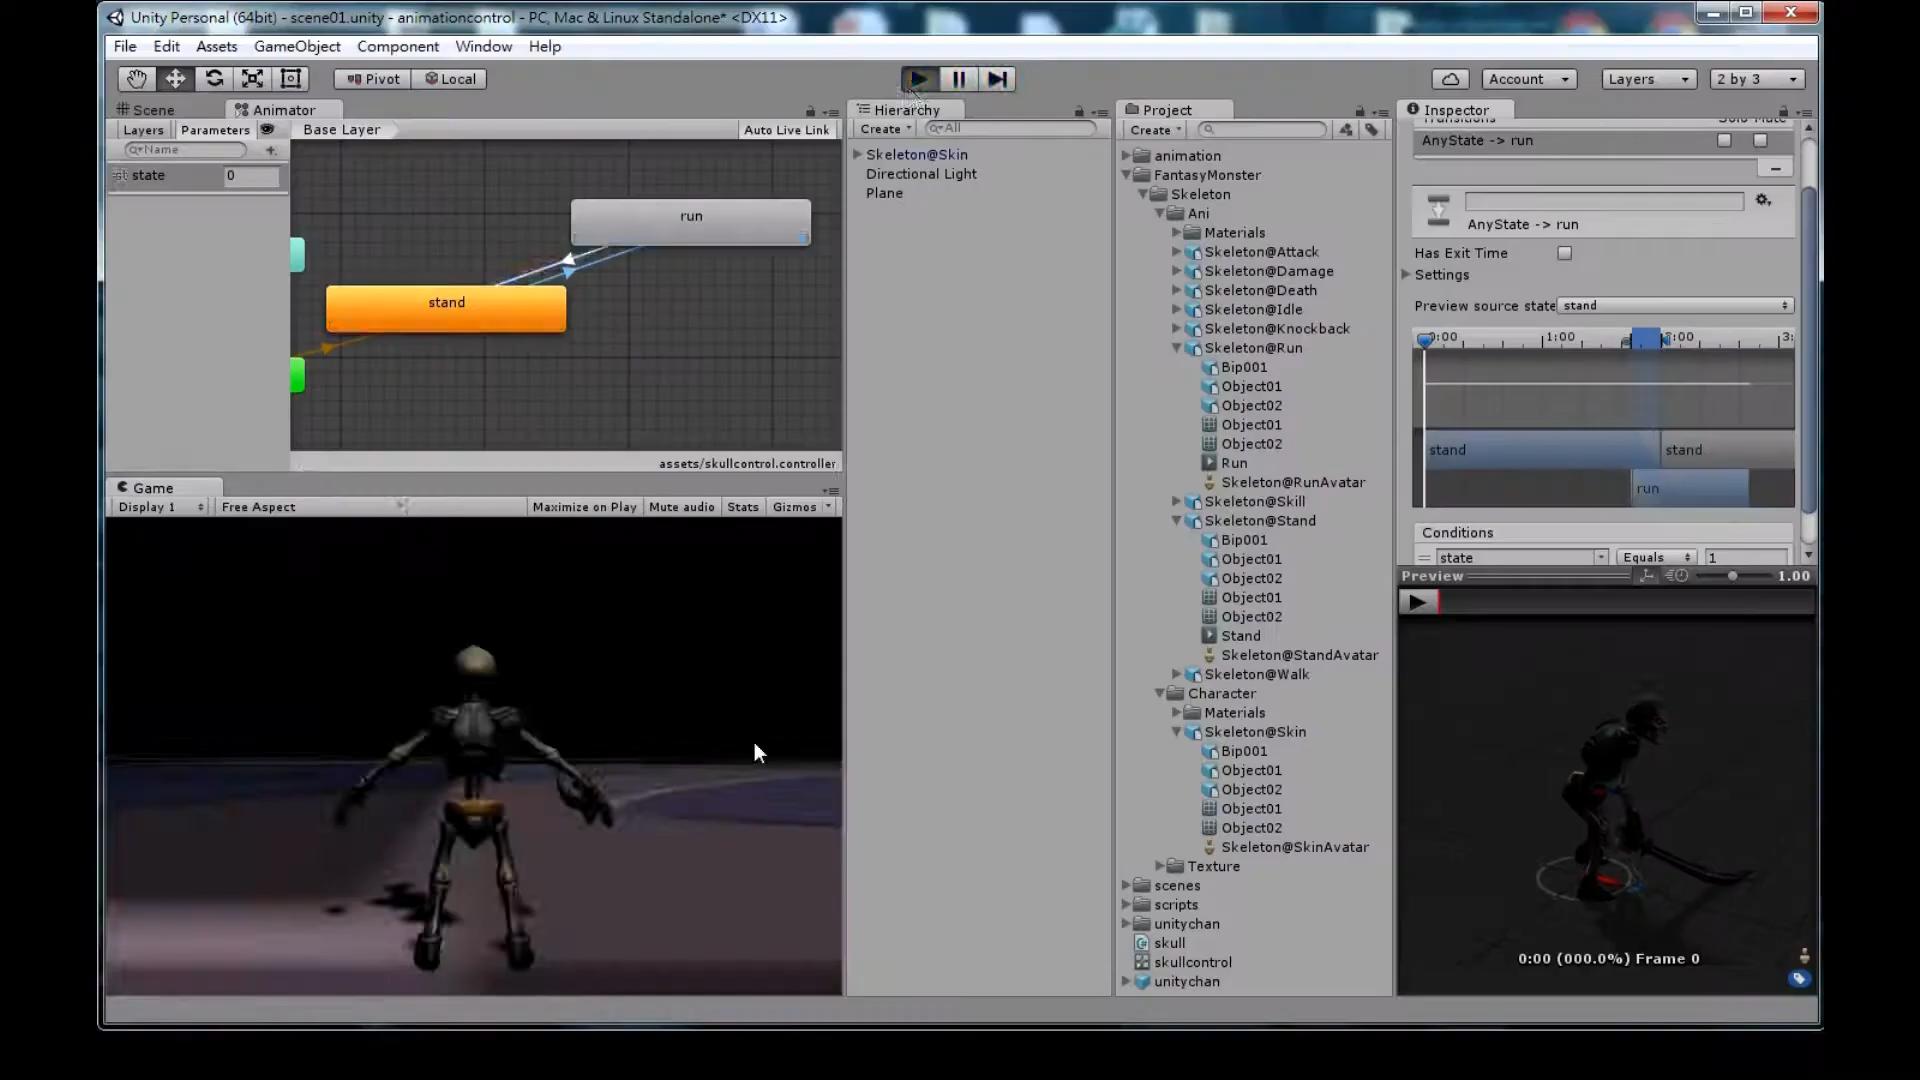 Unity Personal (64bit) - scene01.unity - animationcontrol - PC, Mac & Linux Standalone* <DX11>
File Edit Assets GameObject Component Window Help
Pivot Local Account Layers 2 by 3
Scene Animator
Layers Parameters Base Layer Auto Live Link
Name
state 0
run
stand
assets/skullcontrol.controller
Game
Display 1 Free Aspect Maximize on Play Mute audio Stats Gizmos
Hierarchy
Create All
Skeleton@Skin
Directional Light
Plane
Project
Create
animation
FantasyMonster
Skeleton
Ani
Materials
Skeleton@Attack
Skeleton@Damage
Skeleton@Death
Skeleton@Idle
Skeleton@Knockback
Skeleton@Run
Bip001
Object01
Object02
Object01
Object02
Run
Skeleton@RunAvatar
Skeleton@Skill
Skeleton@Stand
Bip001
Object01
Object02
Object01
Object02
Stand
Skeleton@StandAvatar
Skeleton@Walk
Character
Materials
Skeleton@Skin
Bip001
Object01
Object02
Object01
Object02
Skeleton@SkinAvatar
Texture
scenes
scripts
unitychan
skull
skullcontrol
unitychan
Inspector
Transitions Solo Mute
AnyState -> run
AnyState -> run
Has Exit Time
Settings
Preview source state stand
0:00 1:00 2:00 3:
stand stand
run
Conditions
state Equals 1
Preview 1.00
0:00 (000.0%) Frame 0